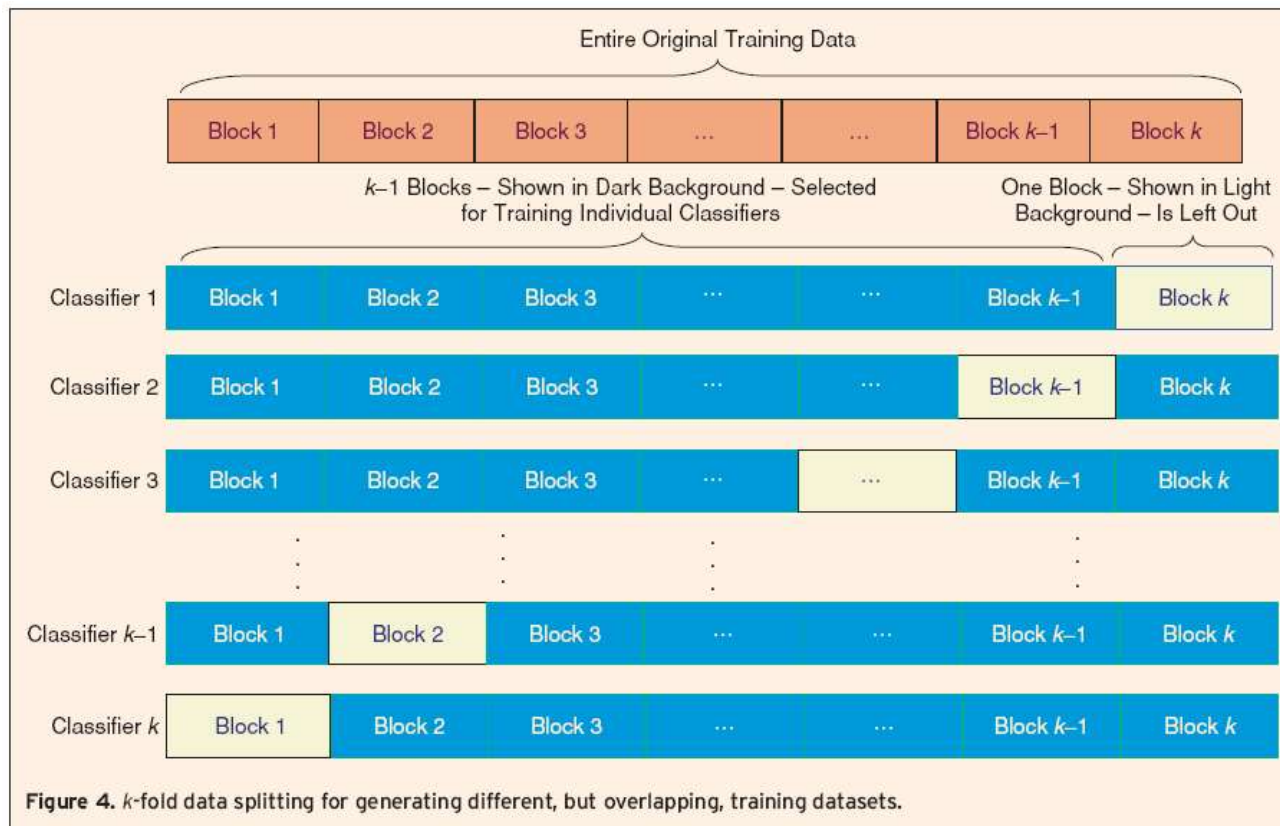 Entire Original Training Data
Block 1 Block 2 Block 3 ... ... Block k–1 Block k
k–1 Blocks – Shown in Dark Background – Selected
for Training Individual Classifiers
One Block – Shown in Light
Background – Is Left Out
Classifier 1 Block 1 Block 2 Block 3 ... ... Block k–1 Block k
Classifier 2 Block 1 Block 2 Block 3 ... ... Block k–1 Block k
Classifier 3 Block 1 Block 2 Block 3 ... ... Block k–1 Block k
Classifier k–1 Block 1 Block 2 Block 3 ... ... Block k–1 Block k
Classifier k Block 1 Block 2 Block 3 ... ... Block k–1 Block k
Figure 4. k-fold data splitting for generating different, but overlapping, training datasets.